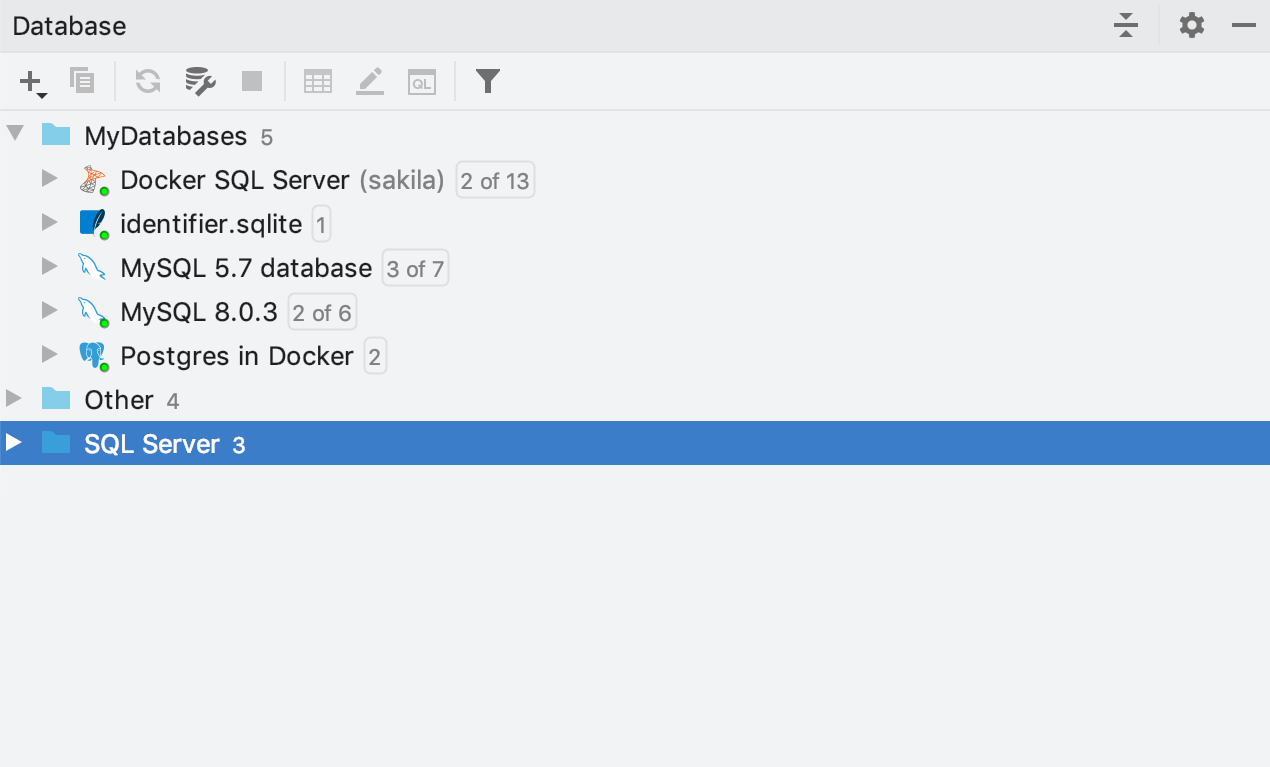 Database
QL
MyDatabases 5
Docker SQL Server (sakila) 2 of 13
identifier.sqlite 1
MySQL 5.7 database 3 of 7
MySQL 8.0.3 2 of 6
Postgres in Docker 2
Other 4
SQL Server 3